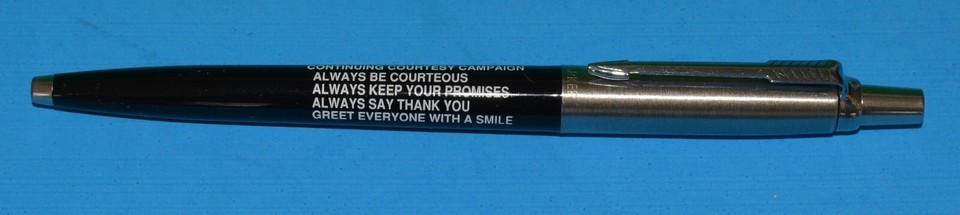 CONTINUING COURTESY CAMPAIGN
ALWAYS BE COURTEOUS
ALWAYS KEEP YOUR PROMISES
ALWAYS SAY THANK YOU
GREET EVERYONE WITH A SMILE